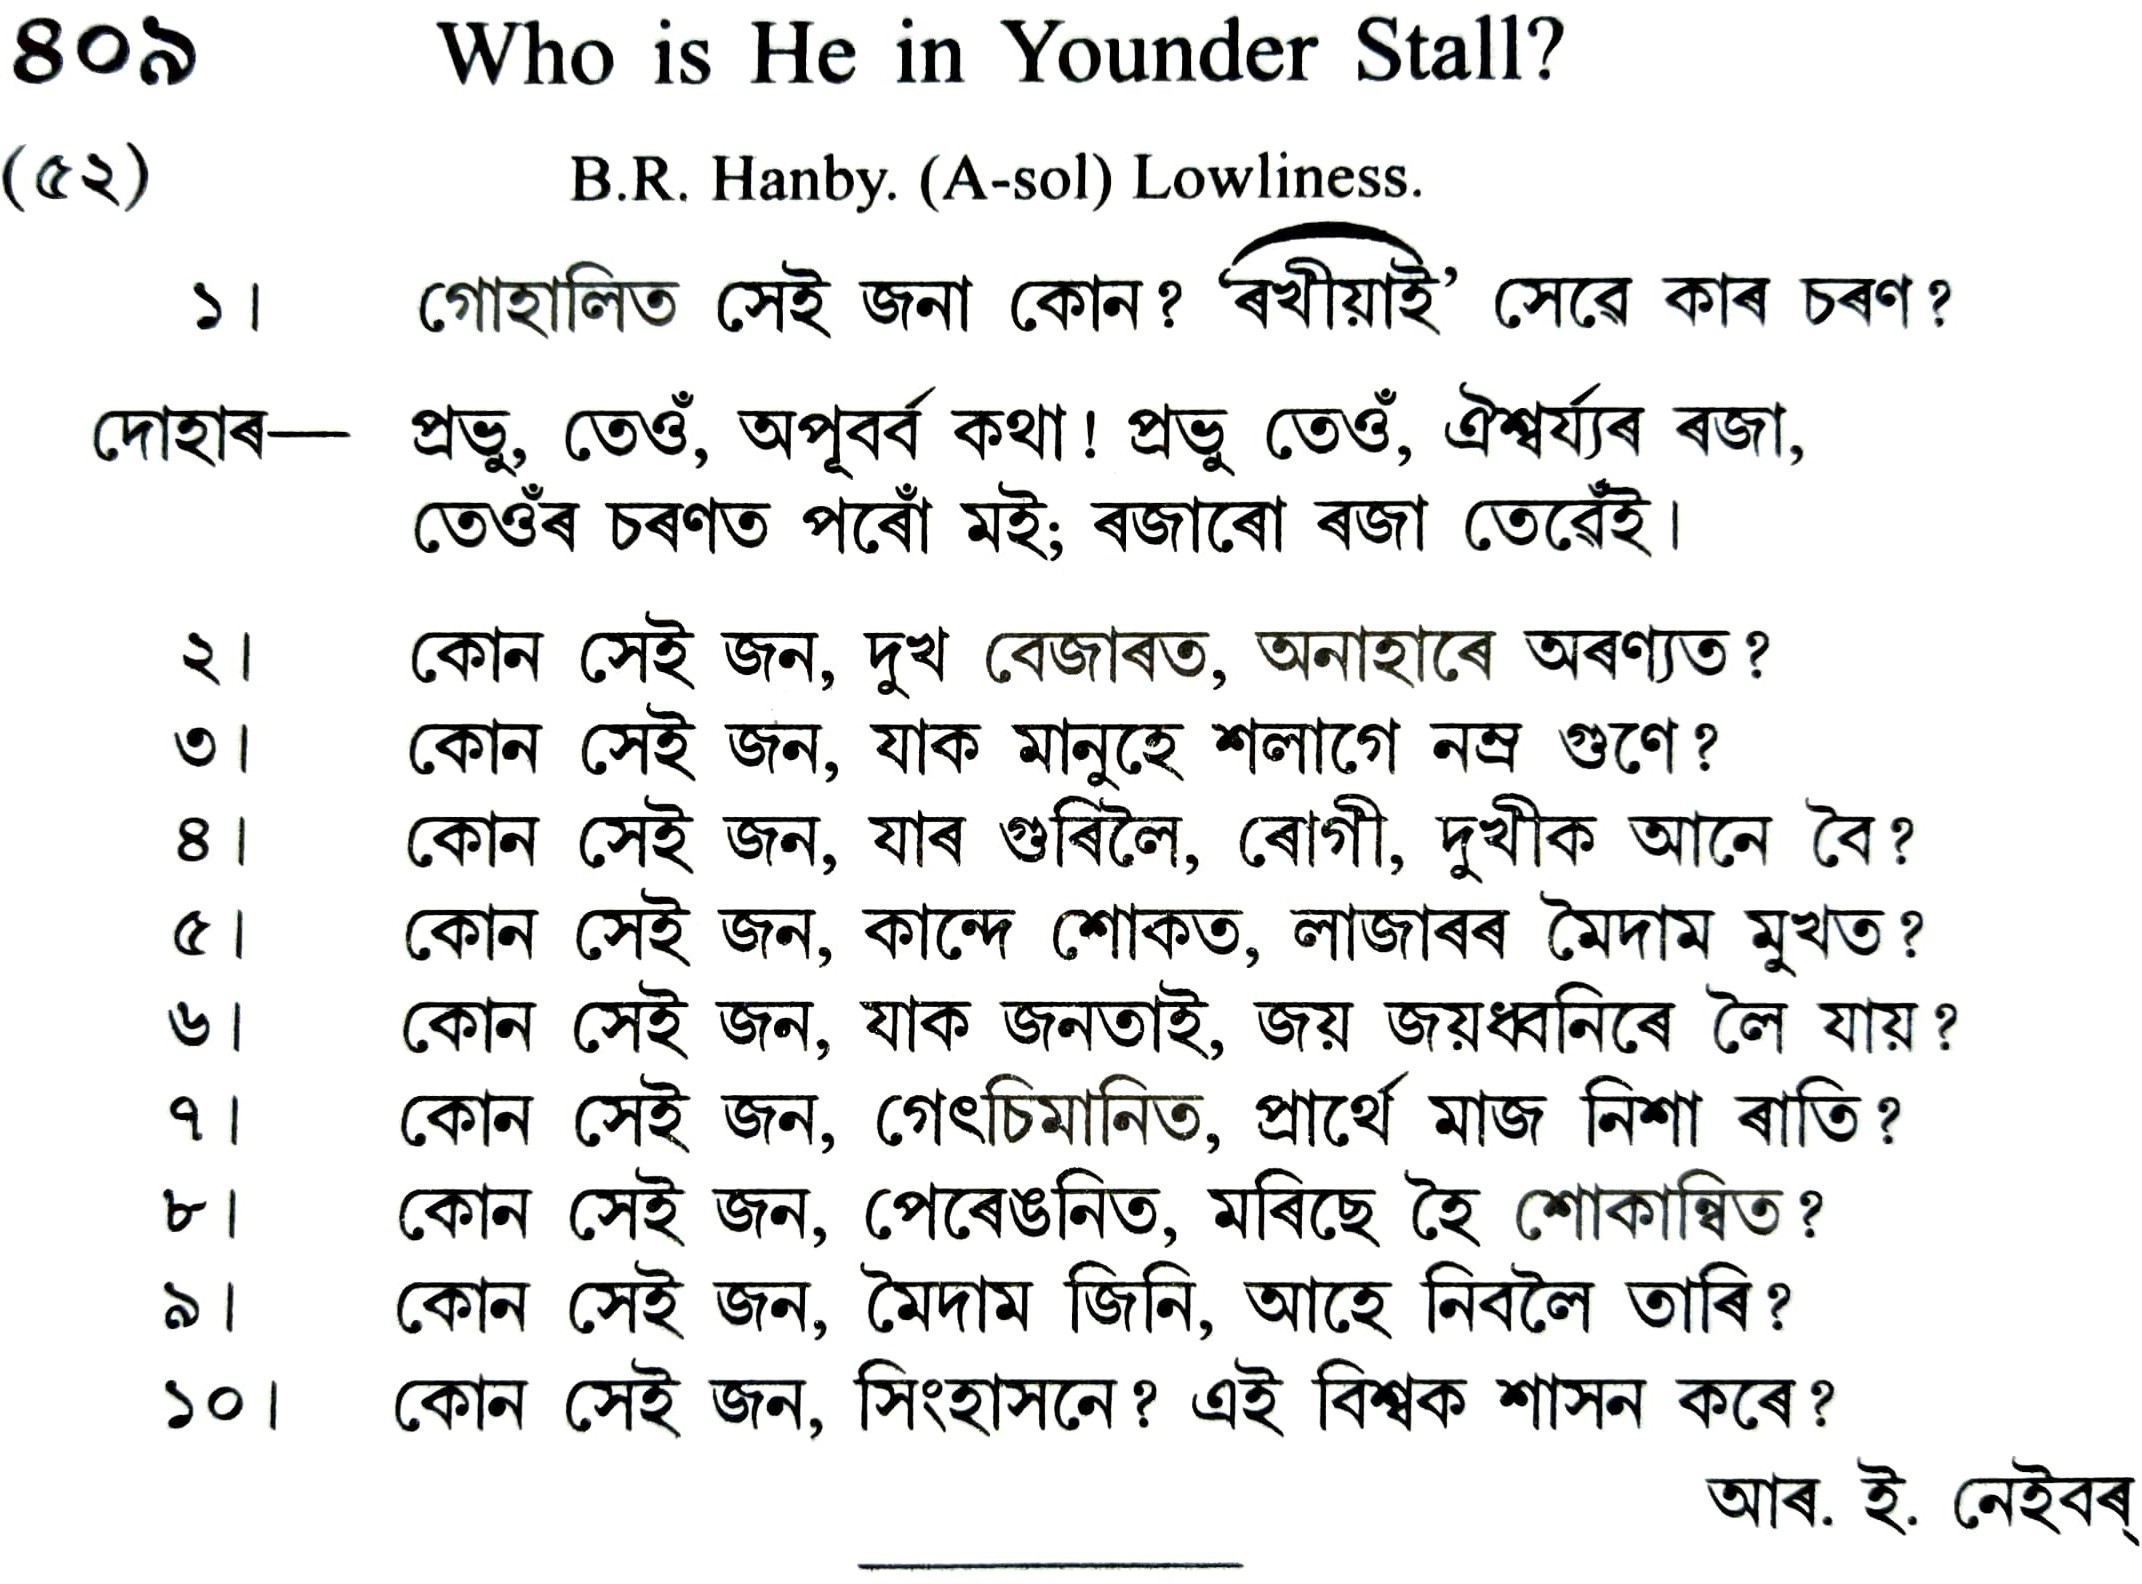 ৪০৯ Who is He in Younder Stall?
(৫২) B.R. Hanby. (A-sol) Lowliness.
১। গোহালিত সেই জনা কোন? ‘ৰখীয়াই’ সেৱে কাৰ চৰণ?
দোহাৰ— প্ৰভু, তেওঁ, অপূবৰ্ব কথা! প্ৰভু তেওঁ, ঐশ্বৰ্য্যৰ ৰজা,
তেওঁৰ চৰণত পৰোঁ মই; ৰজাৰো ৰজা তেৱেঁই।
২। কোন সেই জন, দুখ বেজাৰত, অনাহাৰে অৰণ্যত?
৩। কোন সেই জন, যাক মানুহে শলাগে নম্ৰ গুণে?
৪। কোন সেই জন, যাৰ গুৰিলৈ, ৰোগী, দুখীক আনে বৈ?
৫। কোন সেই জন, কান্দে শোকত, লাজাৰৰ মৈদাম মুখত?
৬। কোন সেই জন, যাক জনতাই, জয় জয়ধ্বনিৰে লৈ যায়?
৭। কোন সেই জন, গেৎচিমানিত, প্ৰাৰ্থে মাজ নিশা ৰাতি?
৮। কোন সেই জন, পেৰেঙনিত, মৰিছে হৈ শোকান্বিত?
৯। কোন সেই জন, মৈদাম জিনি, আহে নিবলৈ তাৰি?
১০। কোন সেই জন, সিংহাসনে? এই বিশ্বক শাসন কৰে?
আৰ. ই. নেইবৰ্